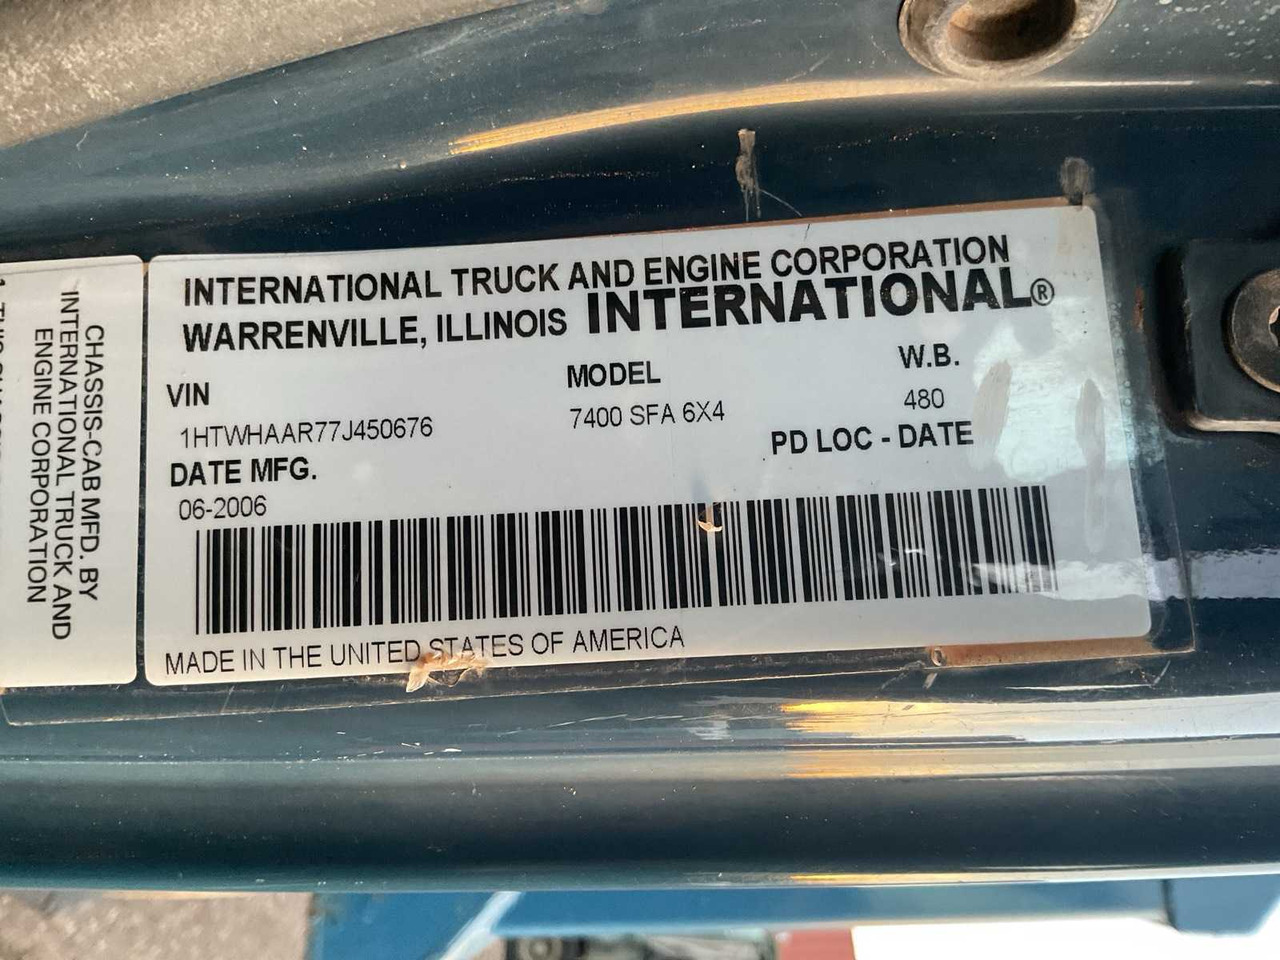 CHASSIS-CAB MFD. BY
INTERNATIONAL TRUCK AND
ENGINE CORPORATION
INTERNATIONAL TRUCK AND ENGINE CORPORATION
WARRENVILLE, ILLINOIS INTERNATIONAL®
VIN MODEL W.B.
1HTWHAAR77J450676 7400 SFA 6X4 480
DATE MFG. PD LOC - DATE
06-2006
MADE IN THE UNITED STATES OF AMERICA